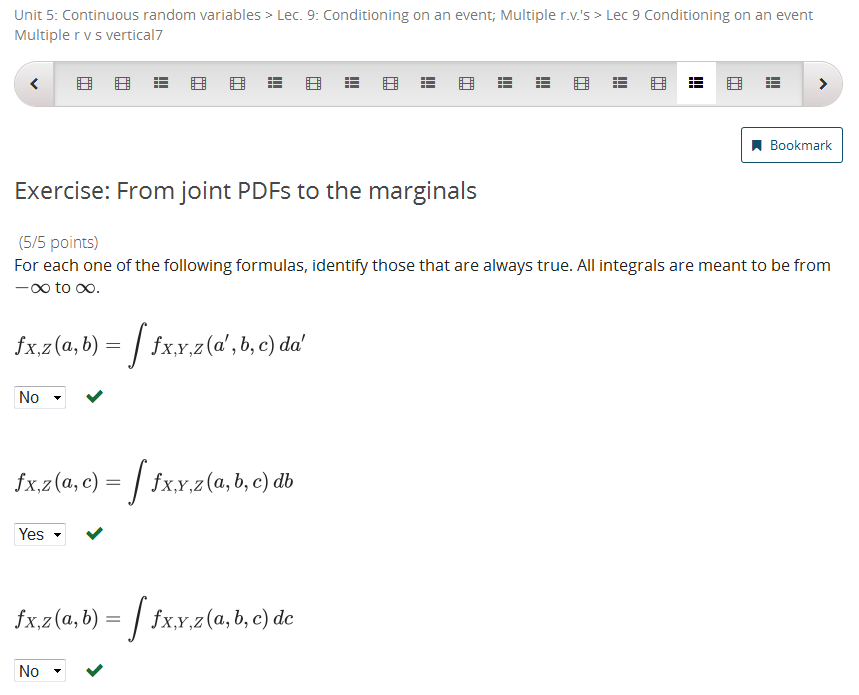 Unit 5: Continuous random variables > Lec. 9: Conditioning on an event; Multiple r.v.'s > Lec 9 Conditioning on an event
Multiple r v s vertical7
Bookmark
Exercise: From joint PDFs to the marginals
(5/5 points)
For each one of the following formulas, identify those that are always true. All integrals are meant to be from
−∞ to ∞.
f_{X,Z}(a, b) = ∫ f_{X,Y,Z}(a′, b, c) da′
No
f_{X,Z}(a, c) = ∫ f_{X,Y,Z}(a, b, c) db
Yes
f_{X,Z}(a, b) = ∫ f_{X,Y,Z}(a, b, c) dc
No